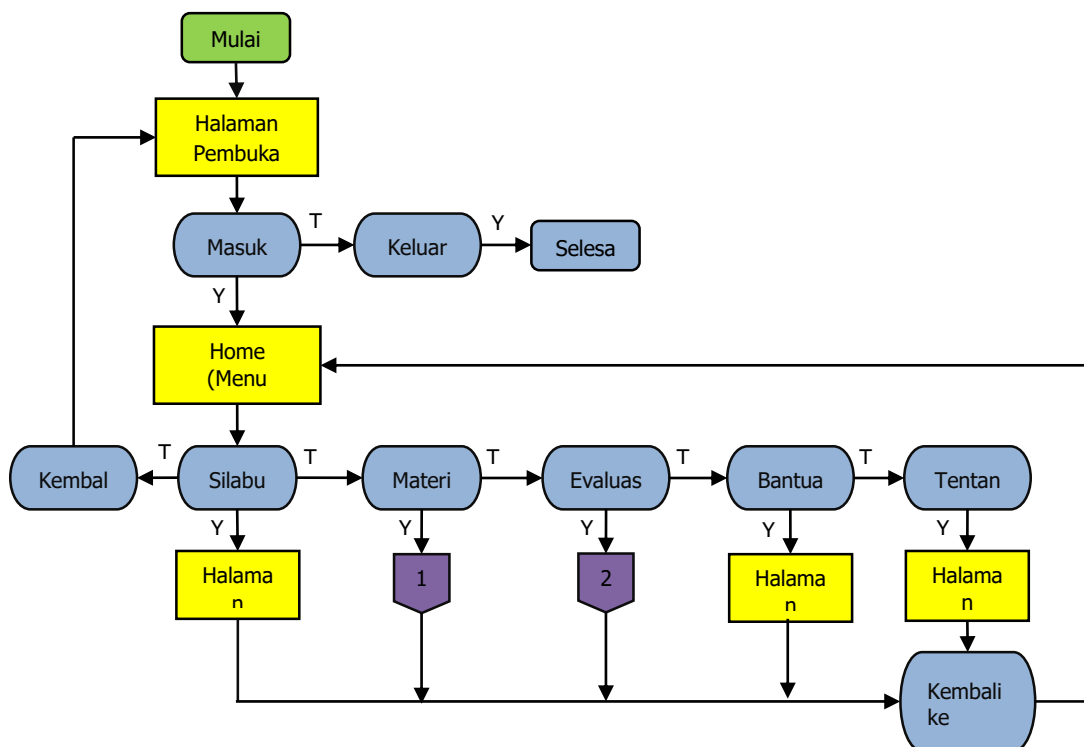 Mulai
Halaman
Pembuka
Masuk
T
Keluar
Y
Selesa
Y
Home
(Menu
Kembal
T
Silabu
T
Materi
T
Evaluas
T
Bantua
T
Tentan
Y
Y
Y
Y
Y
Halama
n
1
2
Halama
n
Halama
n
Kembali
ke